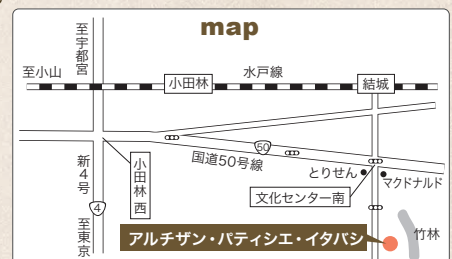 map
至宇都宮
至小山
小田林
水戸線
結城
50
国道50号線
新4号
小田林西
とりせん
マクドナルド
文化センター南
4
至東京
アルチザン・パティシエ・イタバシ
竹林